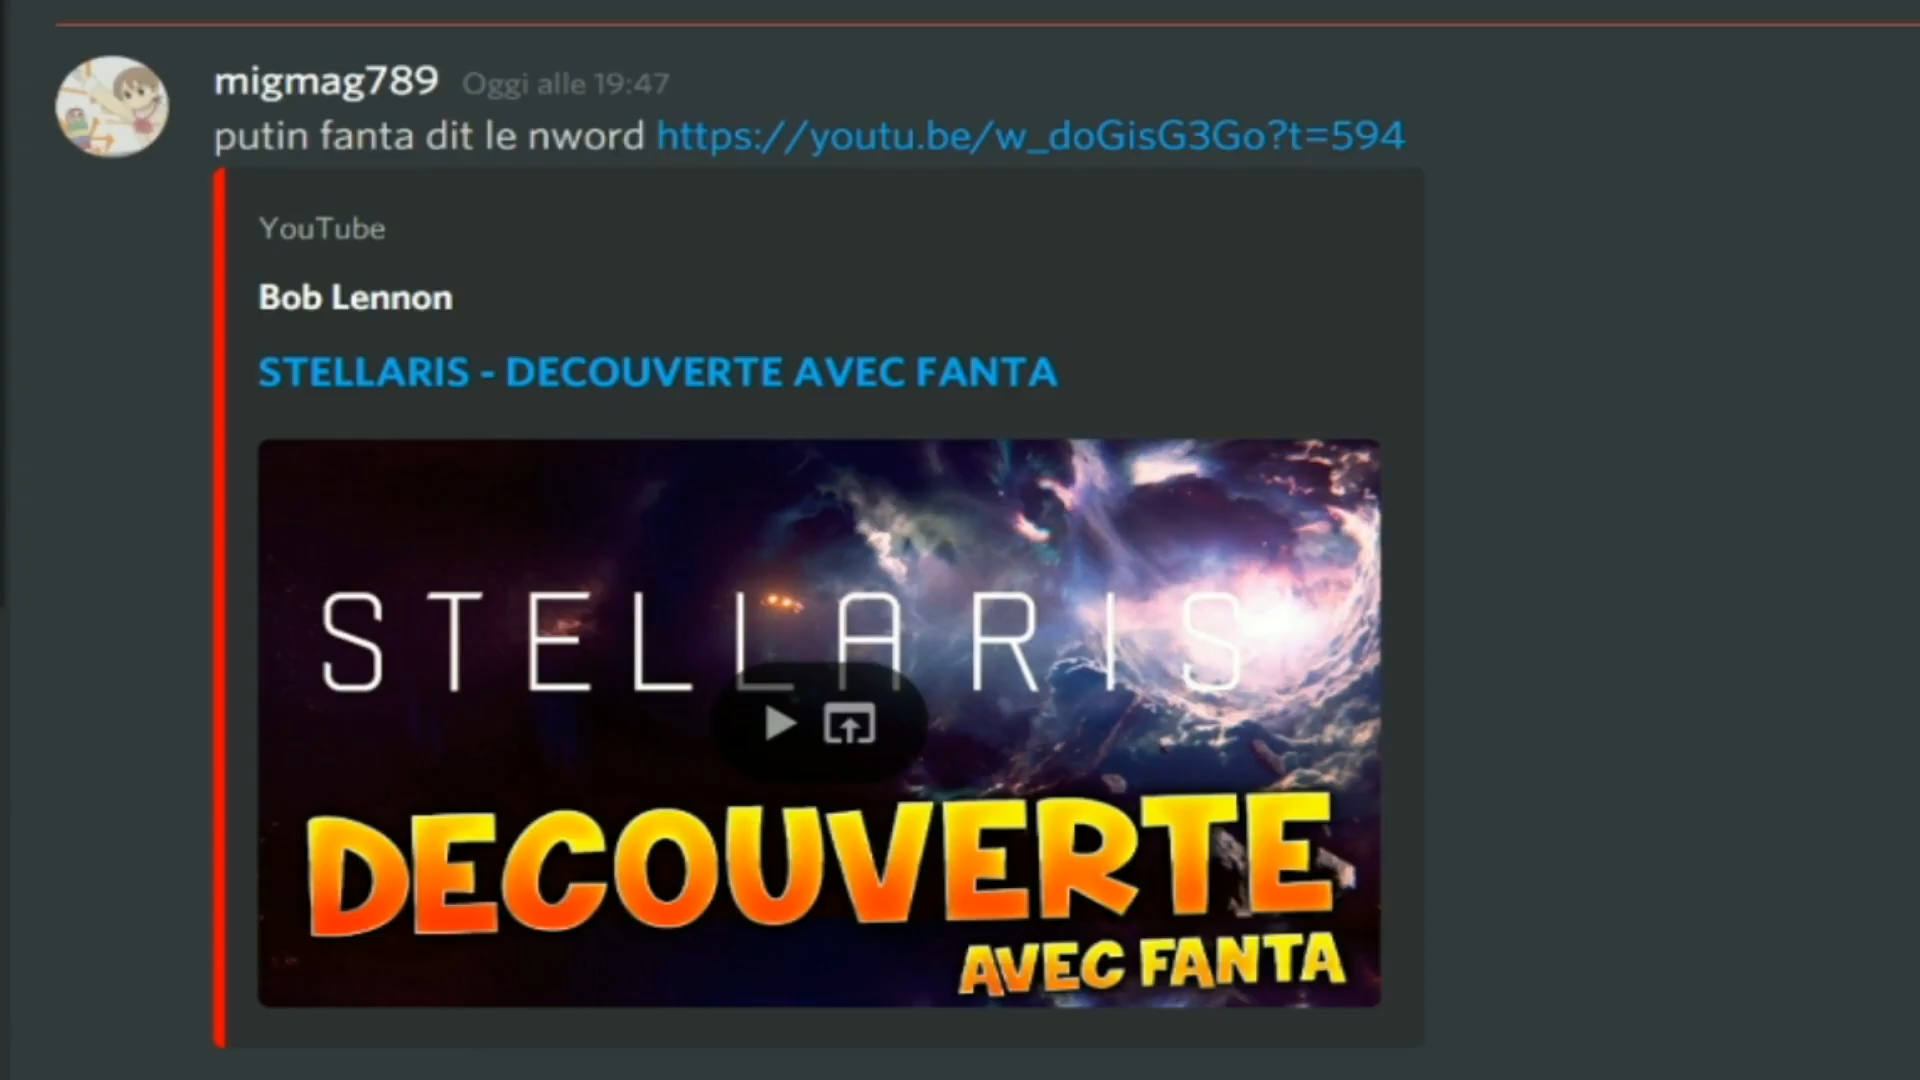 migmag789 Oggi alle 19:47
putin fanta dit le nword https://youtu.be/w_doGisG3Go?t=594
YouTube
Bob Lennon
STELLARIS - DECOUVERTE AVEC FANTA
STELLARIS
DECOUVERTE
AVEC FANTA